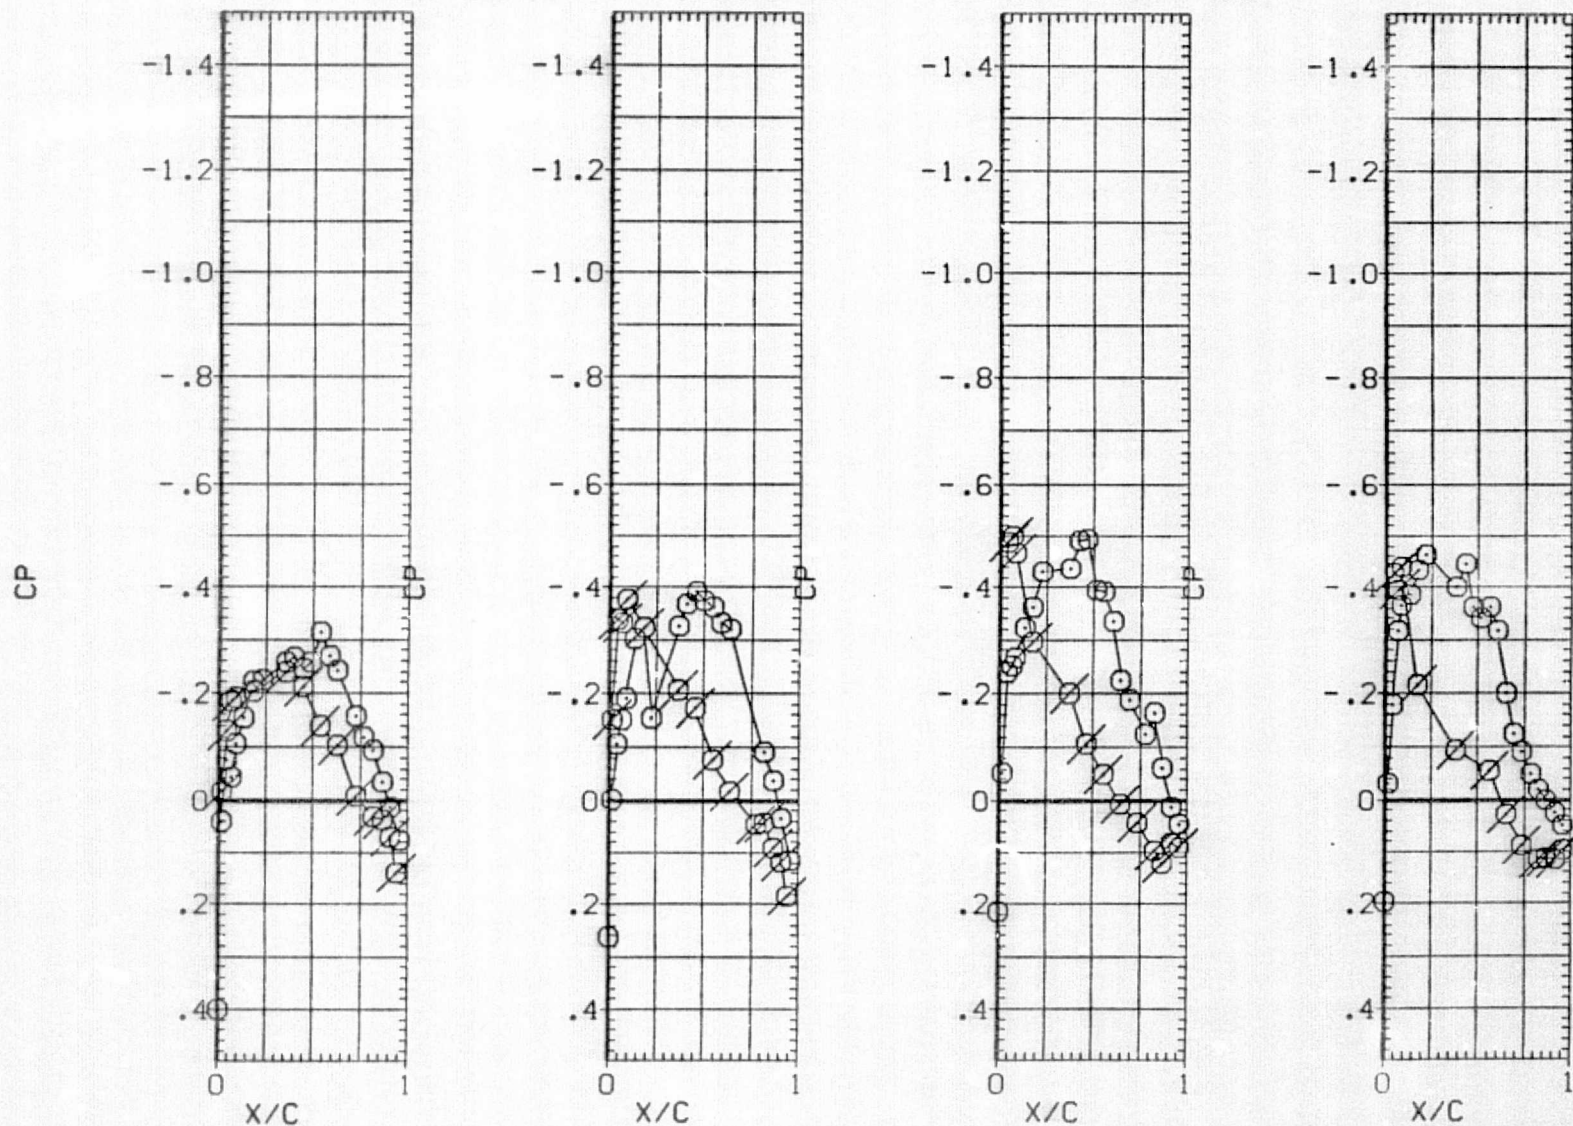 -1.4 -1.4 -1.4 -1.4
-1.2 -1.2 -1.2 -1.2
-1.0 -1.0 -1.0 -1.0
-.8 -.8 -.8 -.8
-.6 -.6 -.6 -.6
CP CP CP
-.4 -.4 -.4 -.4
-.2 -.2 -.2 -.2
0 0 0 0
.2 .2 .2 .2
.4 .4 .4 .4
0 1 0 1 0 1 0 1
X/C X/C X/C X/C